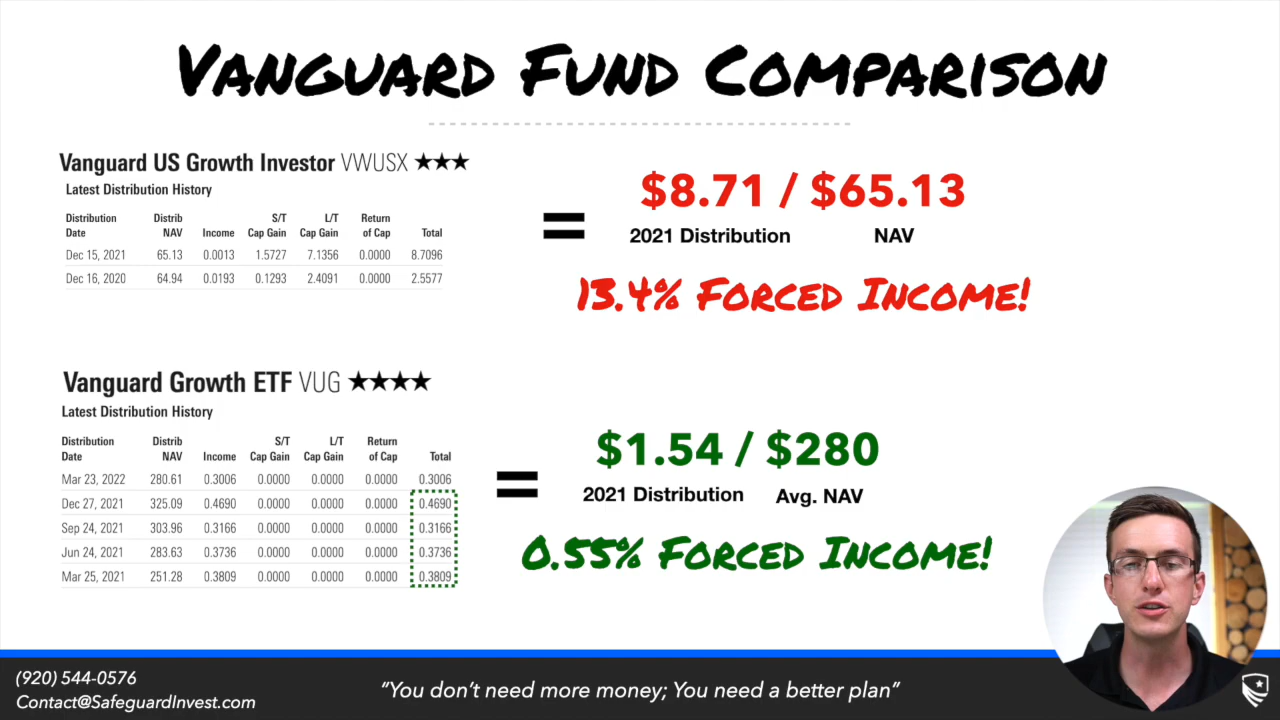 Vanguard Fund Comparison
Vanguard US Growth Investor VWUSX ★★★
Latest Distribution History
Distribution Date Distrib NAV Income S/T Cap Gain L/T Cap Gain Return of Cap Total
Dec 15, 2021 65.13 0.0013 1.5727 7.1356 0.0000 8.7096
Dec 16, 2020 64.94 0.0193 0.1293 2.4091 0.0000 2.5577
= $8.71 / $65.13
2021 Distribution NAV
13.4% Forced Income!
Vanguard Growth ETF VUG ★★★★
Latest Distribution History
Distribution Date Distrib NAV Income S/T Cap Gain L/T Cap Gain Return of Cap Total
Mar 23, 2022 280.61 0.3006 0.0000 0.0000 0.0000 0.3006
Dec 27, 2021 325.09 0.4690 0.0000 0.0000 0.0000 0.4690
Sep 24, 2021 303.96 0.3166 0.0000 0.0000 0.0000 0.3166
Jun 24, 2021 283.63 0.3736 0.0000 0.0000 0.0000 0.3736
Mar 25, 2021 251.28 0.3809 0.0000 0.0000 0.0000 0.3809
= $1.54 / $280
2021 Distribution Avg. NAV
0.55% Forced Income!
(920) 544-0576
Contact@SafeguardInvest.com
"You don't need more money; You need a better plan"